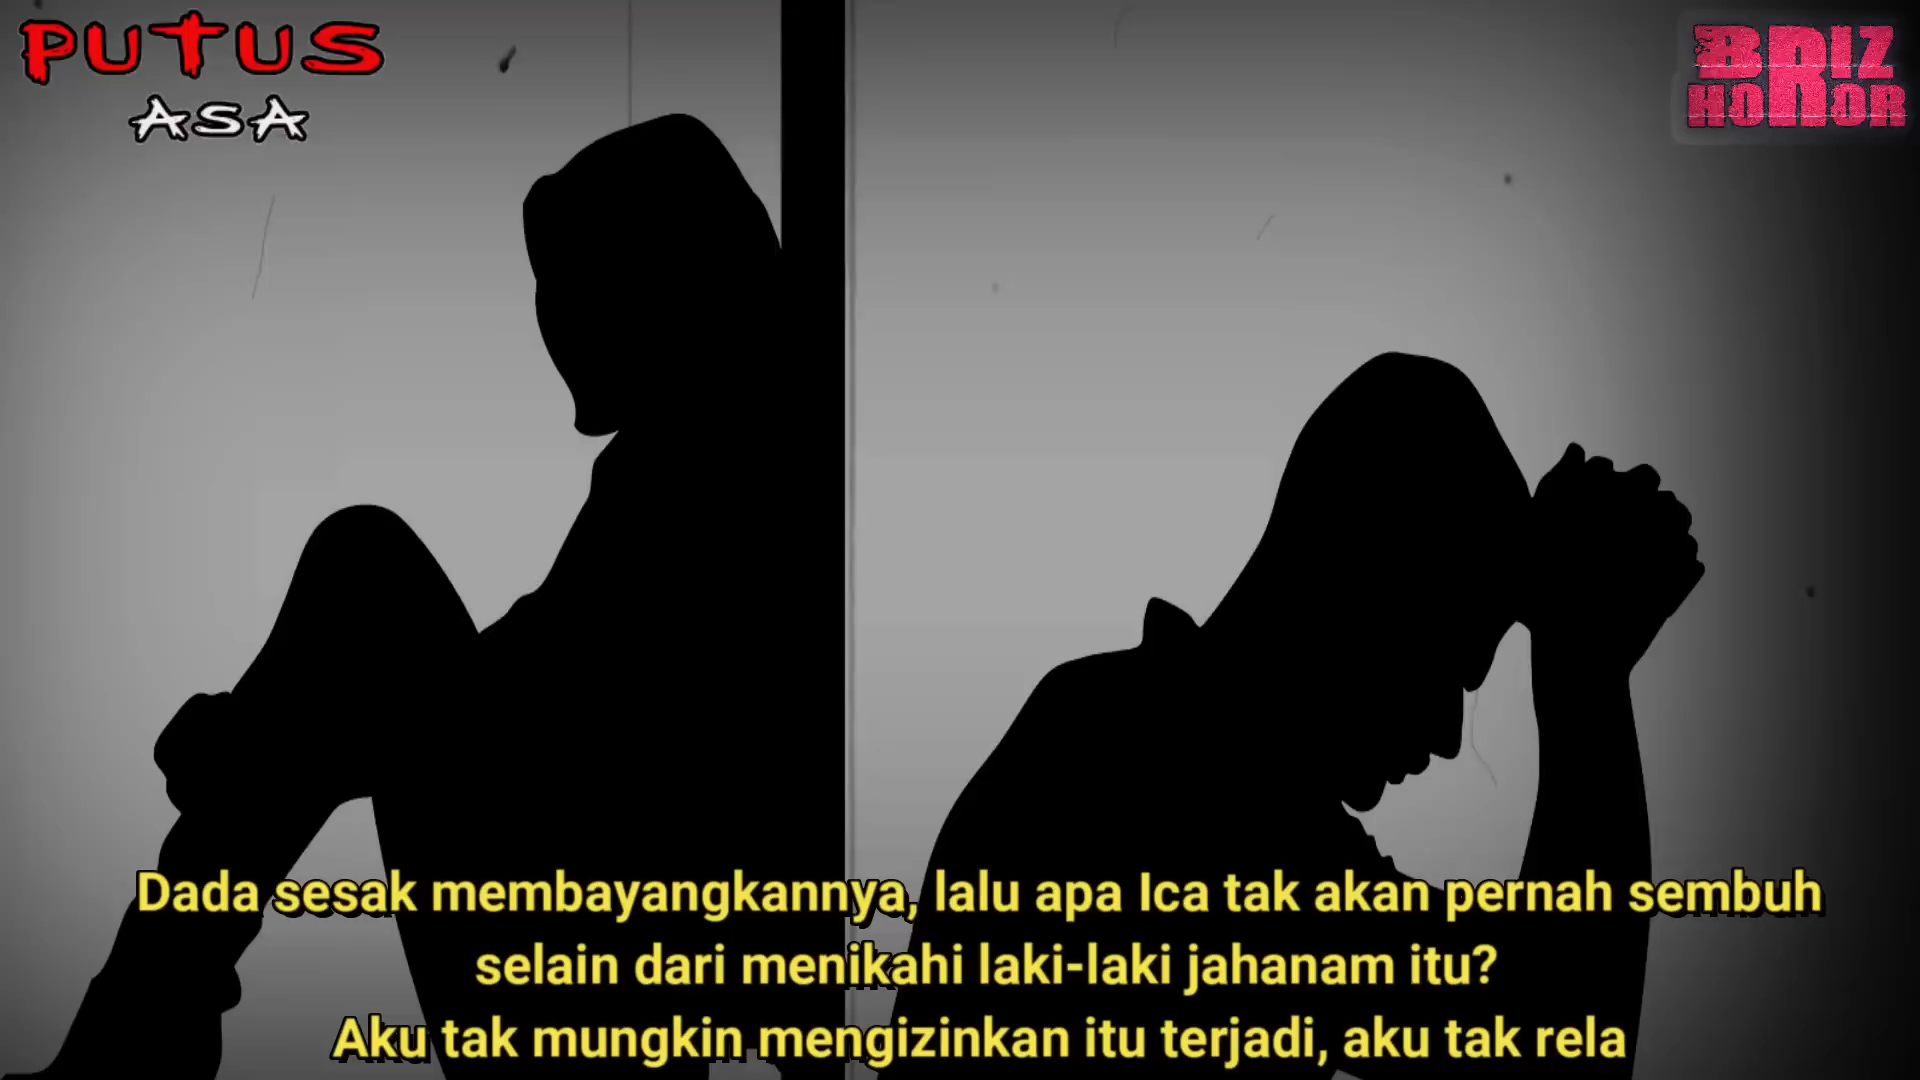 PUTUS
ASA
BRIZ
HORROR
Dada sesak membayangkannya, lalu apa Ica tak akan pernah sembuh
selain dari menikahi laki-laki jahanam itu?
Aku tak mungkin mengizinkan itu terjadi, aku tak rela